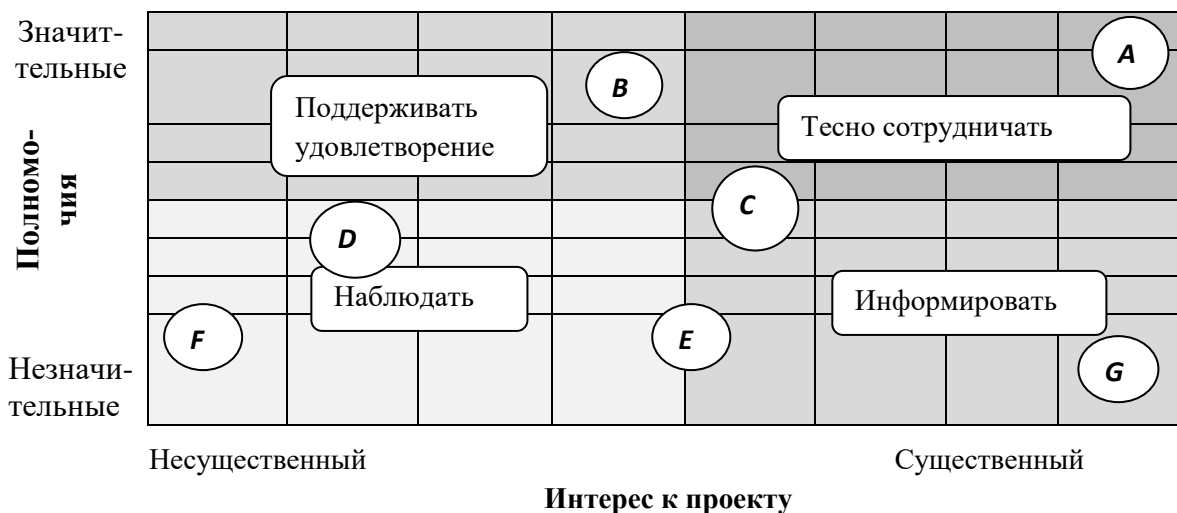 Значит-
тельные
A
B
Поддерживать
удовлетворение
Тесно сотрудничать
Полномо-
чия
C
D
Наблюдать
Информировать
F
E
G
Незначи-
тельные
Несущественный
Существенный
Интерес к проекту